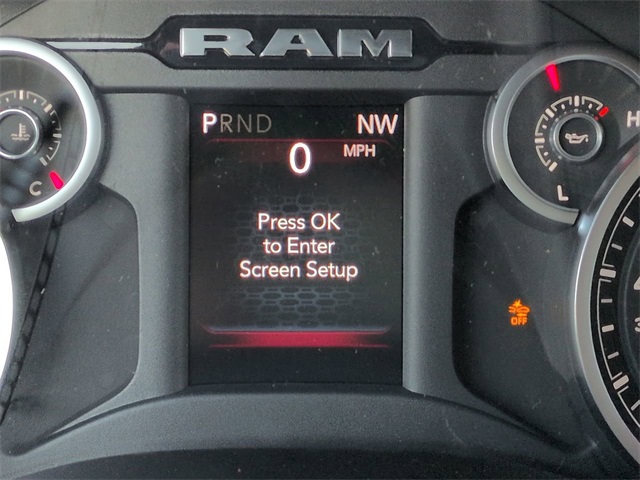 RAM
PRND NW
0 MPH
Press OK
to Enter
Screen Setup
C
H
L
OFF